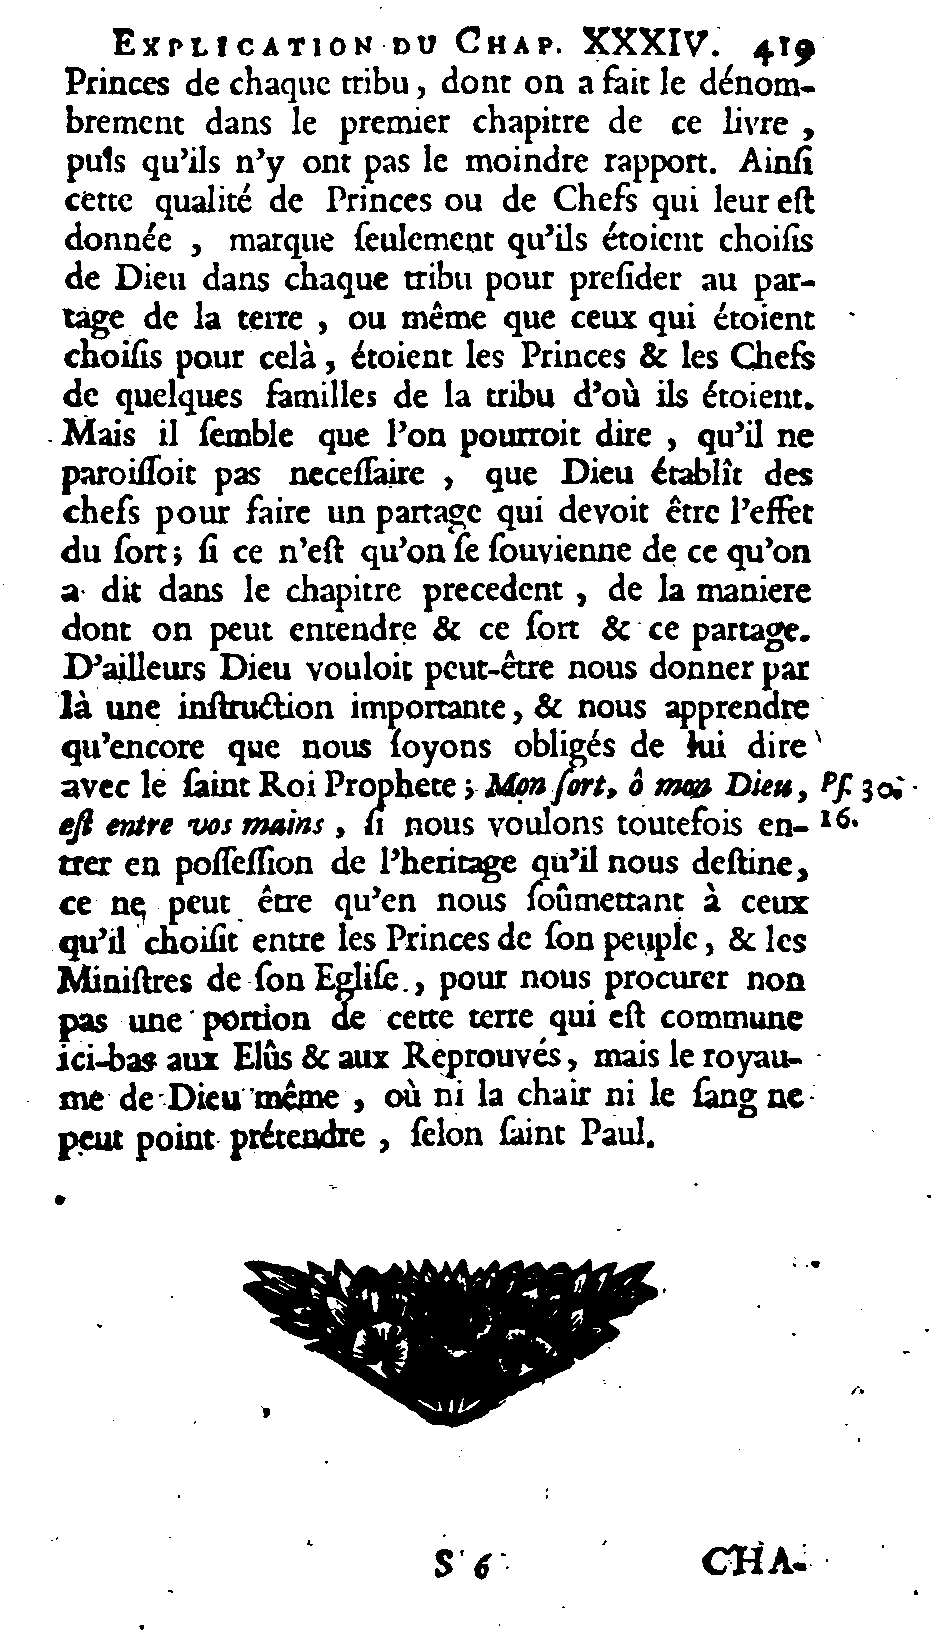 EXPLICATION DU CHAP. XXXIV. 419
Princes de chaque tribu, dont on a fait le dénom-
brement dans le premier chapitre de ce livre,
puis qu'ils n'y ont pas le moindre rapport. Ainſi
cette qualité de Princes ou de Chefs qui leur eſt
donnée, marque ſeulement qu'ils étoient choiſis
de Dieu dans chaque tribu pour preſider au par-
tage de la terre, ou même que ceux qui étoient
choiſis pour celà, étoient les Princes & les Chefs
de quelques familles de la tribu d'où ils étoient.
Mais il ſemble que l'on pourroit dire, qu'il ne
paroiſſoit pas neceſſaire, que Dieu établît des
chefs pour faire un partage qui devoit être l'effet
du ſort; ſi ce n'eſt qu'on ſe ſouvienne de ce qu'on
a dit dans le chapitre precedent, de la maniere
dont on peut entendre & ce ſort & ce partage.
D'ailleurs Dieu vouloit peut-être nous donner par
là une inſtruction importante, & nous apprendre
qu'encore que nous ſoyons obligés de lui dire
avec le ſaint Roi Prophete; Mon ſort, ô mon Dieu, Pſ. 30.
eſt entre vos mains, ſi nous voulons toutefois en- 16.
trer en poſſeſſion de l'heritage qu'il nous deſtine,
ce ne peut être qu'en nous ſoûmettant à ceux
qu'il choiſit entre les Princes de ſon peuple, & les
Miniſtres de ſon Egliſe, pour nous procurer non
pas une portion de cette terre qui eſt commune
ici-bas aux Elûs & aux Reprouvés, mais le royau-
me de Dieu même, où ni la chair ni le ſang ne
peut point prétendre, ſelon ſaint Paul.
S 6 CHA-